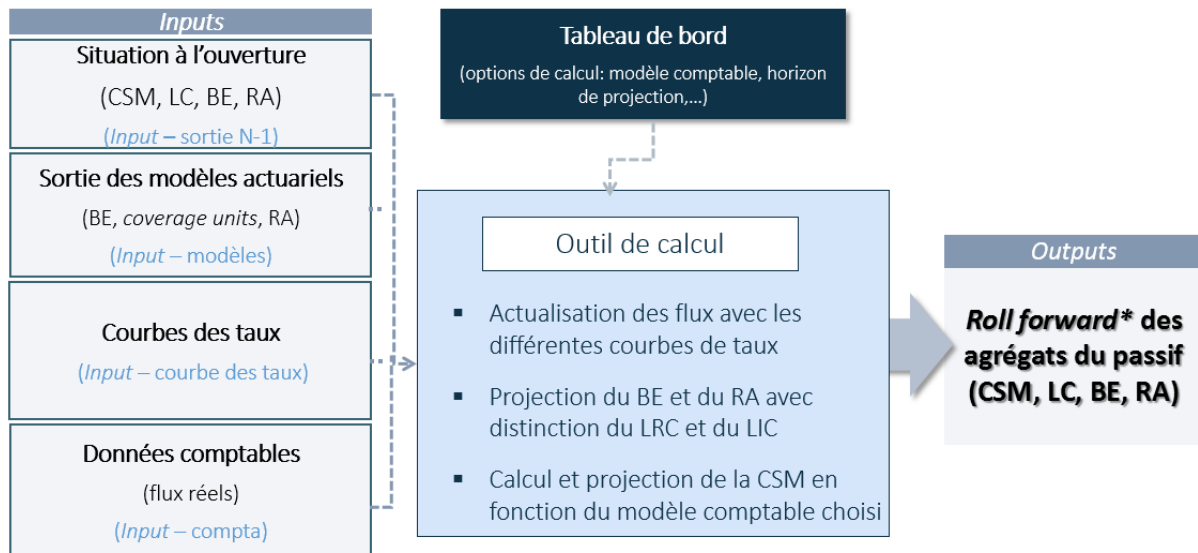 Inputs
Situation à l’ouverture
(CSM, LC, BE, RA)
(Input – sortie N-1)
Sortie des modèles actuariels
(BE, coverage units, RA)
(Input – modèles)
Courbes des taux
(Input – courbe des taux)
Données comptables
(flux réels)
(Input – compta)
Tableau de bord
(options de calcul: modèle comptable, horizon
de projection,...)
Outil de calcul
▪ Actualisation des flux avec les
différentes courbes de taux
▪ Projection du BE et du RA avec
distinction du LRC et du LIC
▪ Calcul et projection de la CSM en
fonction du modèle comptable choisi
Outputs
Roll forward* des
agrégats du passif
(CSM, LC, BE, RA)